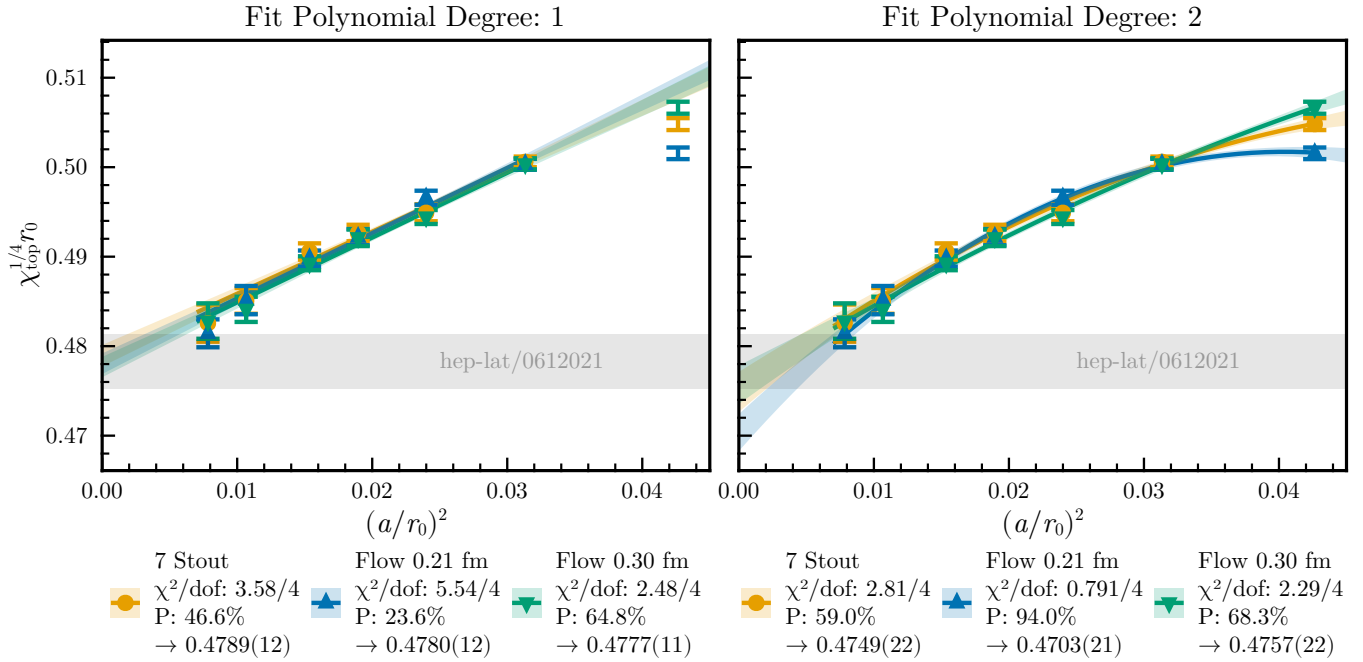 Fit Polynomial Degree: 1
Fit Polynomial Degree: 2
χ_top^{1/4} r_0
0.51
0.50
0.49
0.48
0.47
hep-lat/0612021
hep-lat/0612021
0.00 0.01 0.02 0.03 0.04
0.00 0.01 0.02 0.03 0.04
(a/r_0)^2
(a/r_0)^2
7 Stout
χ²/dof: 3.58/4
P: 46.6%
→ 0.4789(12)
Flow 0.21 fm
χ²/dof: 5.54/4
P: 23.6%
→ 0.4780(12)
Flow 0.30 fm
χ²/dof: 2.48/4
P: 64.8%
→ 0.4777(11)
7 Stout
χ²/dof: 2.81/4
P: 59.0%
→ 0.4749(22)
Flow 0.21 fm
χ²/dof: 0.791/4
P: 94.0%
→ 0.4703(21)
Flow 0.30 fm
χ²/dof: 2.29/4
P: 68.3%
→ 0.4757(22)